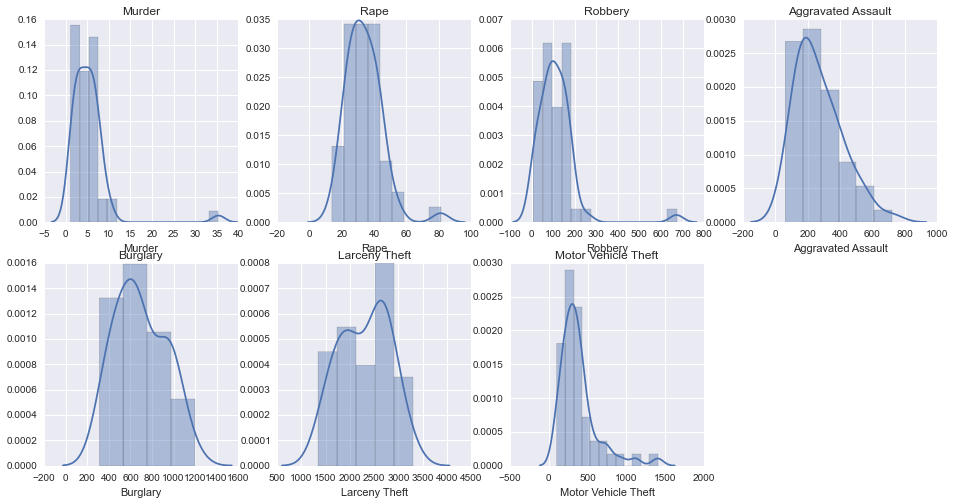 Murder Rape Robbery Aggravated Assault
0.16 0.035 0.007 0.0030
0.14 0.030 0.006 0.0025
0.12 0.025 0.005 0.0020
0.10 0.020 0.004 0.0015
0.08 0.015 0.003 0.0010
0.06 0.010 0.002 0.0005
0.04 0.005 0.001 0.0000
0.02 0.000 0.000
0.00
-5 0 5 10 15 20 25 30 35 40
-20 0 20 40 60 80 100
-100 0 100 200 300 400 500 600 700 800
-200 0 200 400 600 800 1000
Murder Rape Robbery Aggravated Assault
Burglary Larceny Theft Motor Vehicle Theft
0.0016 0.0008 0.0030
0.0014 0.0007 0.0025
0.0012 0.0006 0.0020
0.0010 0.0005 0.0015
0.0008 0.0004 0.0010
0.0006 0.0003 0.0005
0.0004 0.0002 0.0000
0.0002 0.0001
0.0000 0.0000
-200 0 200 400 600 800 1000 1200 1400 1600
500 1000 1500 2000 2500 3000 3500 4000 4500
-500 0 500 1000 1500 2000
Burglary Larceny Theft Motor Vehicle Theft